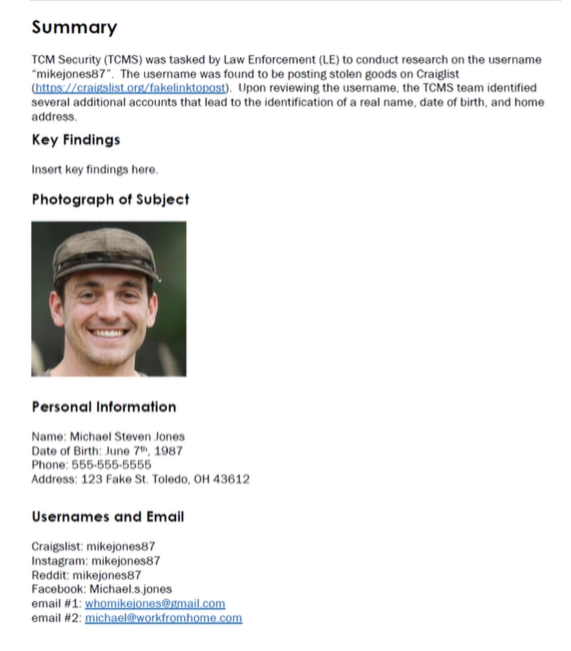 Summary
TCM Security (TCMS) was tasked by Law Enforcement (LE) to conduct research on the username
"mikejones87". The username was found to be posting stolen goods on Craiglist
(https://craigslist.org/fakelinktopost). Upon reviewing the username, the TCMS team identified
several additional accounts that lead to the identification of a real name, date of birth, and home
address.
Key Findings
Insert key findings here.
Photograph of Subject
Personal Information
Name: Michael Steven Jones
Date of Birth: June 7th, 1987
Phone: 555-555-5555
Address: 123 Fake St. Toledo, OH 43612
Usernames and Email
Craigslist: mikejones87
Instagram: mikejones87
Reddit: mikejones87
Facebook: Michael.s.jones
email #1: whomikejones@gmail.com
email #2: michael@workfromhome.com